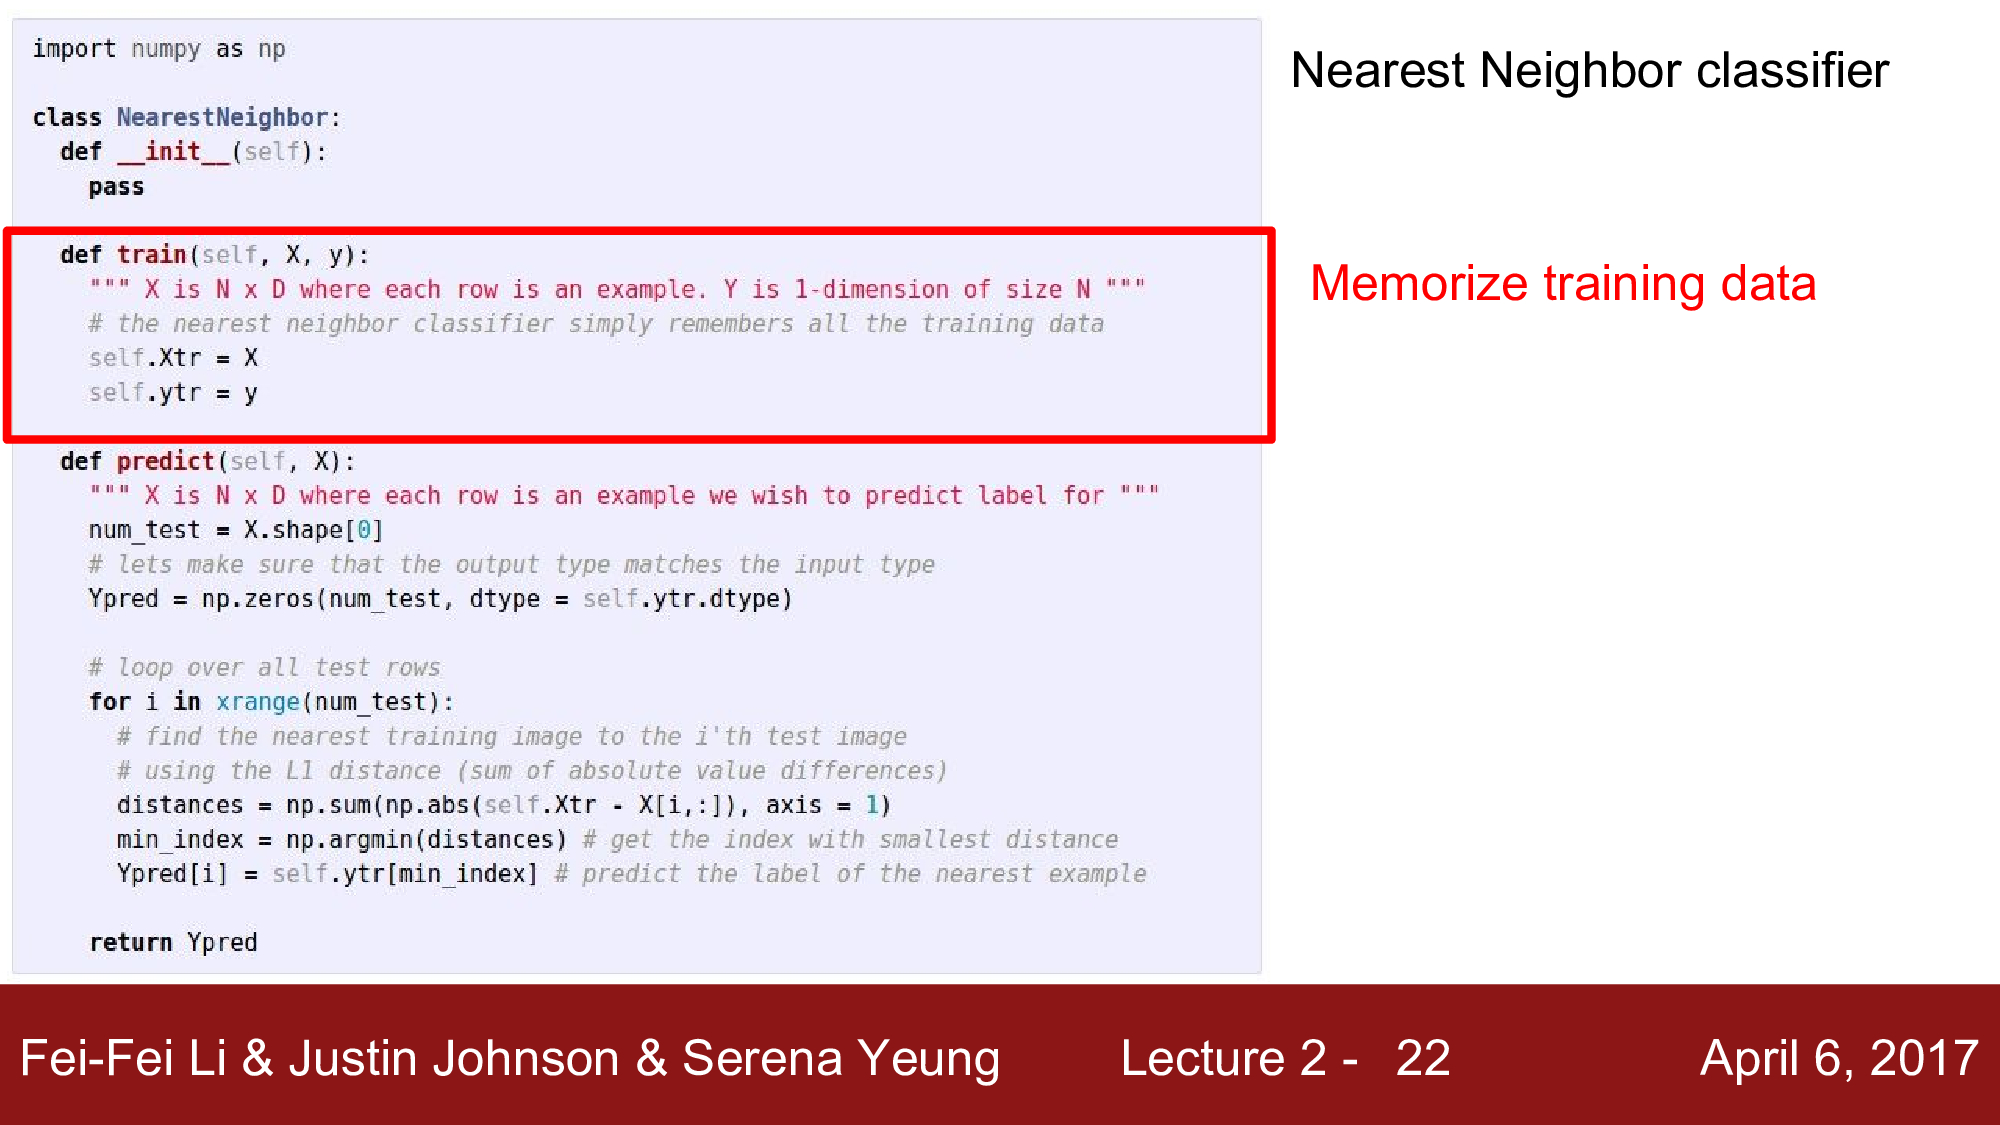 import numpy as np
class NearestNeighbor:
def __init__(self):
pass
def train(self, X, y):
""" X is N x D where each row is an example. Y is 1-dimension of size N """
# the nearest neighbor classifier simply remembers all the training data
self.Xtr = X
self.ytr = y
def predict(self, X):
""" X is N x D where each row is an example we wish to predict label for """
num_test = X.shape[0]
# lets make sure that the output type matches the input type
Ypred = np.zeros(num_test, dtype = self.ytr.dtype)
# loop over all test rows
for i in xrange(num_test):
# find the nearest training image to the i'th test image
# using the L1 distance (sum of absolute value differences)
distances = np.sum(np.abs(self.Xtr - X[i,:]), axis = 1)
min_index = np.argmin(distances) # get the index with smallest distance
Ypred[i] = self.ytr[min_index] # predict the label of the nearest example
return Ypred
Nearest Neighbor classifier
Memorize training data
Fei-Fei Li & Justin Johnson & Serena Yeung Lecture 2 - 22 April 6, 2017